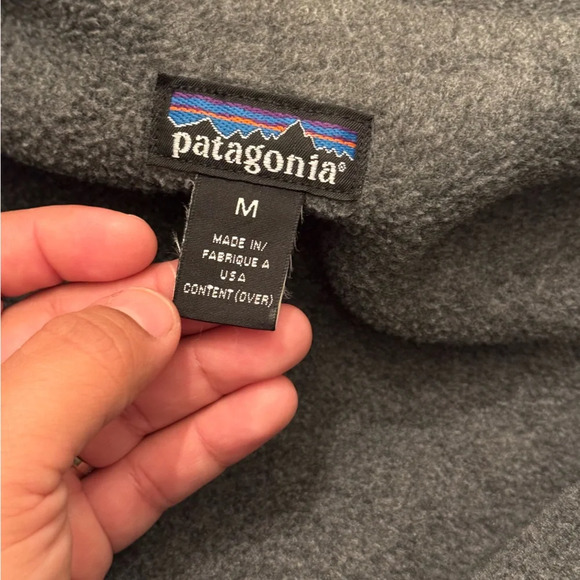 patagonia®
M
MADE IN/
FABRIQUE A
USA
CONTENT (OVER)